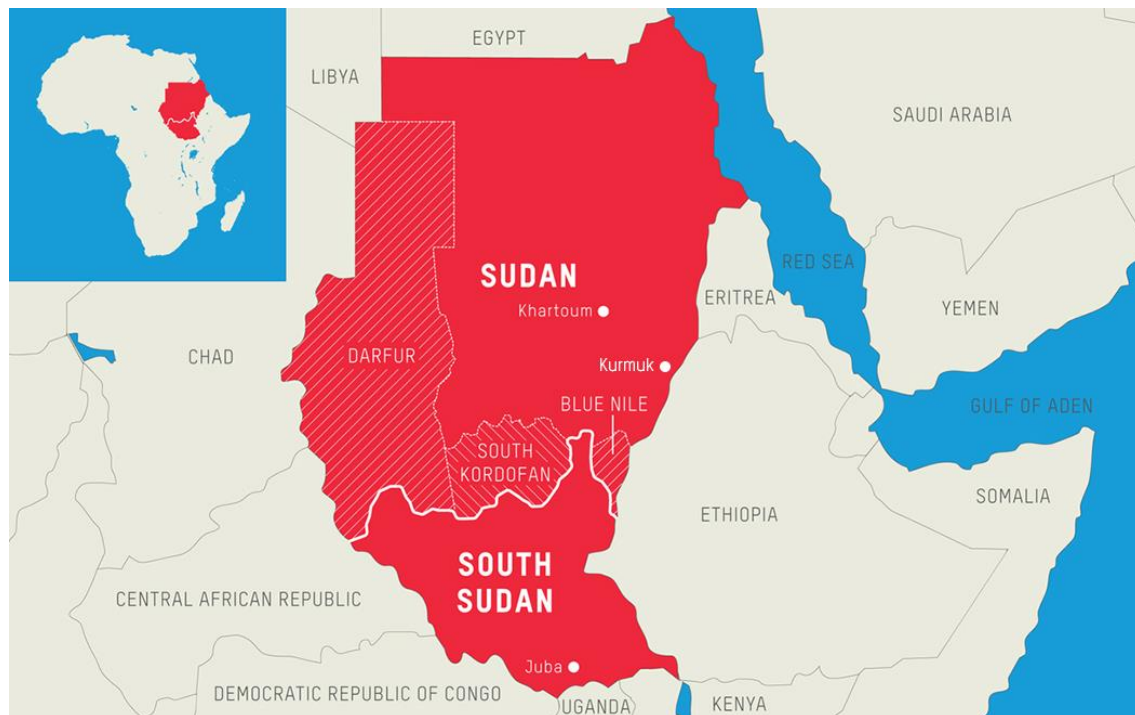 EGYPT
LIBYA
SAUDI ARABIA
RED SEA
SUDAN
ERITREA
YEMEN
Khartoum
CHAD
DARFUR
Kurmuk
BLUE NILE
GULF OF ADEN
SOUTH
KORDOFAN
SOMALIA
ETHIOPIA
SOUTH
SUDAN
CENTRAL AFRICAN REPUBLIC
Juba
DEMOCRATIC REPUBLIC OF CONGO
UGANDA
KENYA